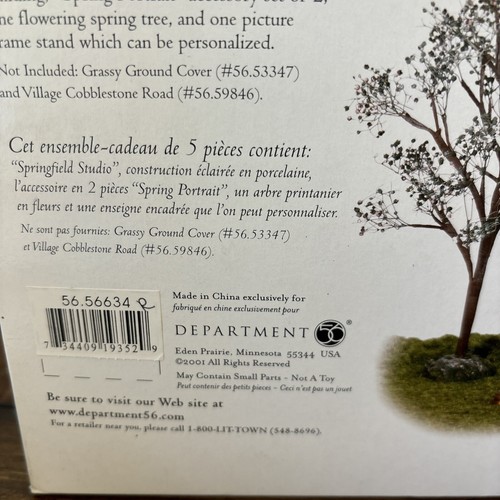 ne flowering spring tree, and one picture
rame stand which can be personalized.
Not Included: Grassy Ground Cover (#56.53347)
and Village Cobblestone Road (#56.59846).
Cet ensemble-cadeau de 5 pièces contient:
"Springfield Studio", construction éclairée en porcelaine,
l'accessoire en 2 pièces "Spring Portrait", un arbre printanier
en fleurs et une enseigne encadrée que l'on peut personnaliser.
Ne sont pas fournies: Grassy Ground Cover (#56.53347)
et Village Cobblestone Road (#56.59846).
56.56634
7 34409 19352 9
Made in China exclusively for
fabriqué en chine exclusivement pour
DEPARTMENT 56®
Eden Prairie, Minnesota 55344 USA
©2001 All Rights Reserved
May Contain Small Parts - Not A Toy
Peut contenir des petits pieces - Ceci n'est pas un jouet
Be sure to visit our Web site at
www.department56.com
For a retailer near you, please call 1-800-LIT-TOWN (548-8696).